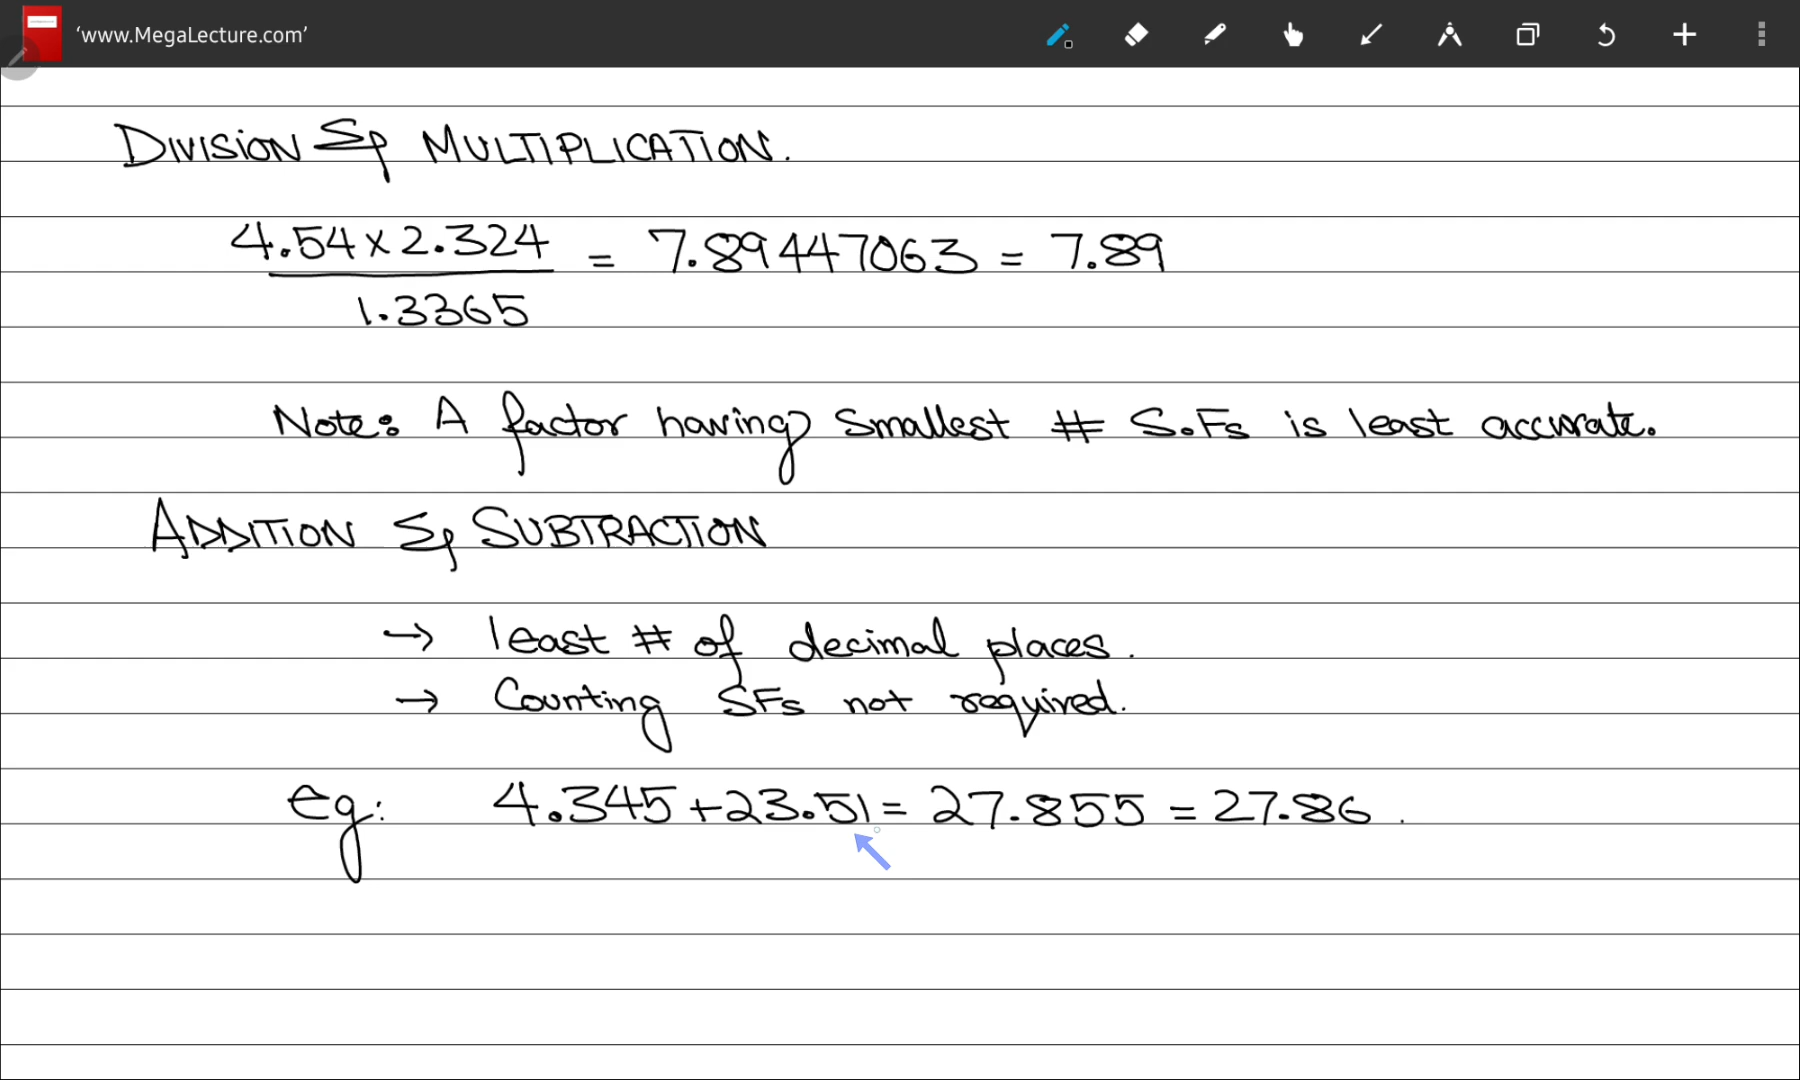 'www.MegaLecture.com'
DIVISION & MULTIPLICATION.
4.54 x 2.324 / 1.3365 = 7.89447063 = 7.89
Note: A factor having smallest # S.Fs is least accurate.
ADDITION & SUBTRACTION
→ least # of decimal places.
→ Counting SFs not required.
eg: 4.345 + 23.51 = 27.855 = 27.86.